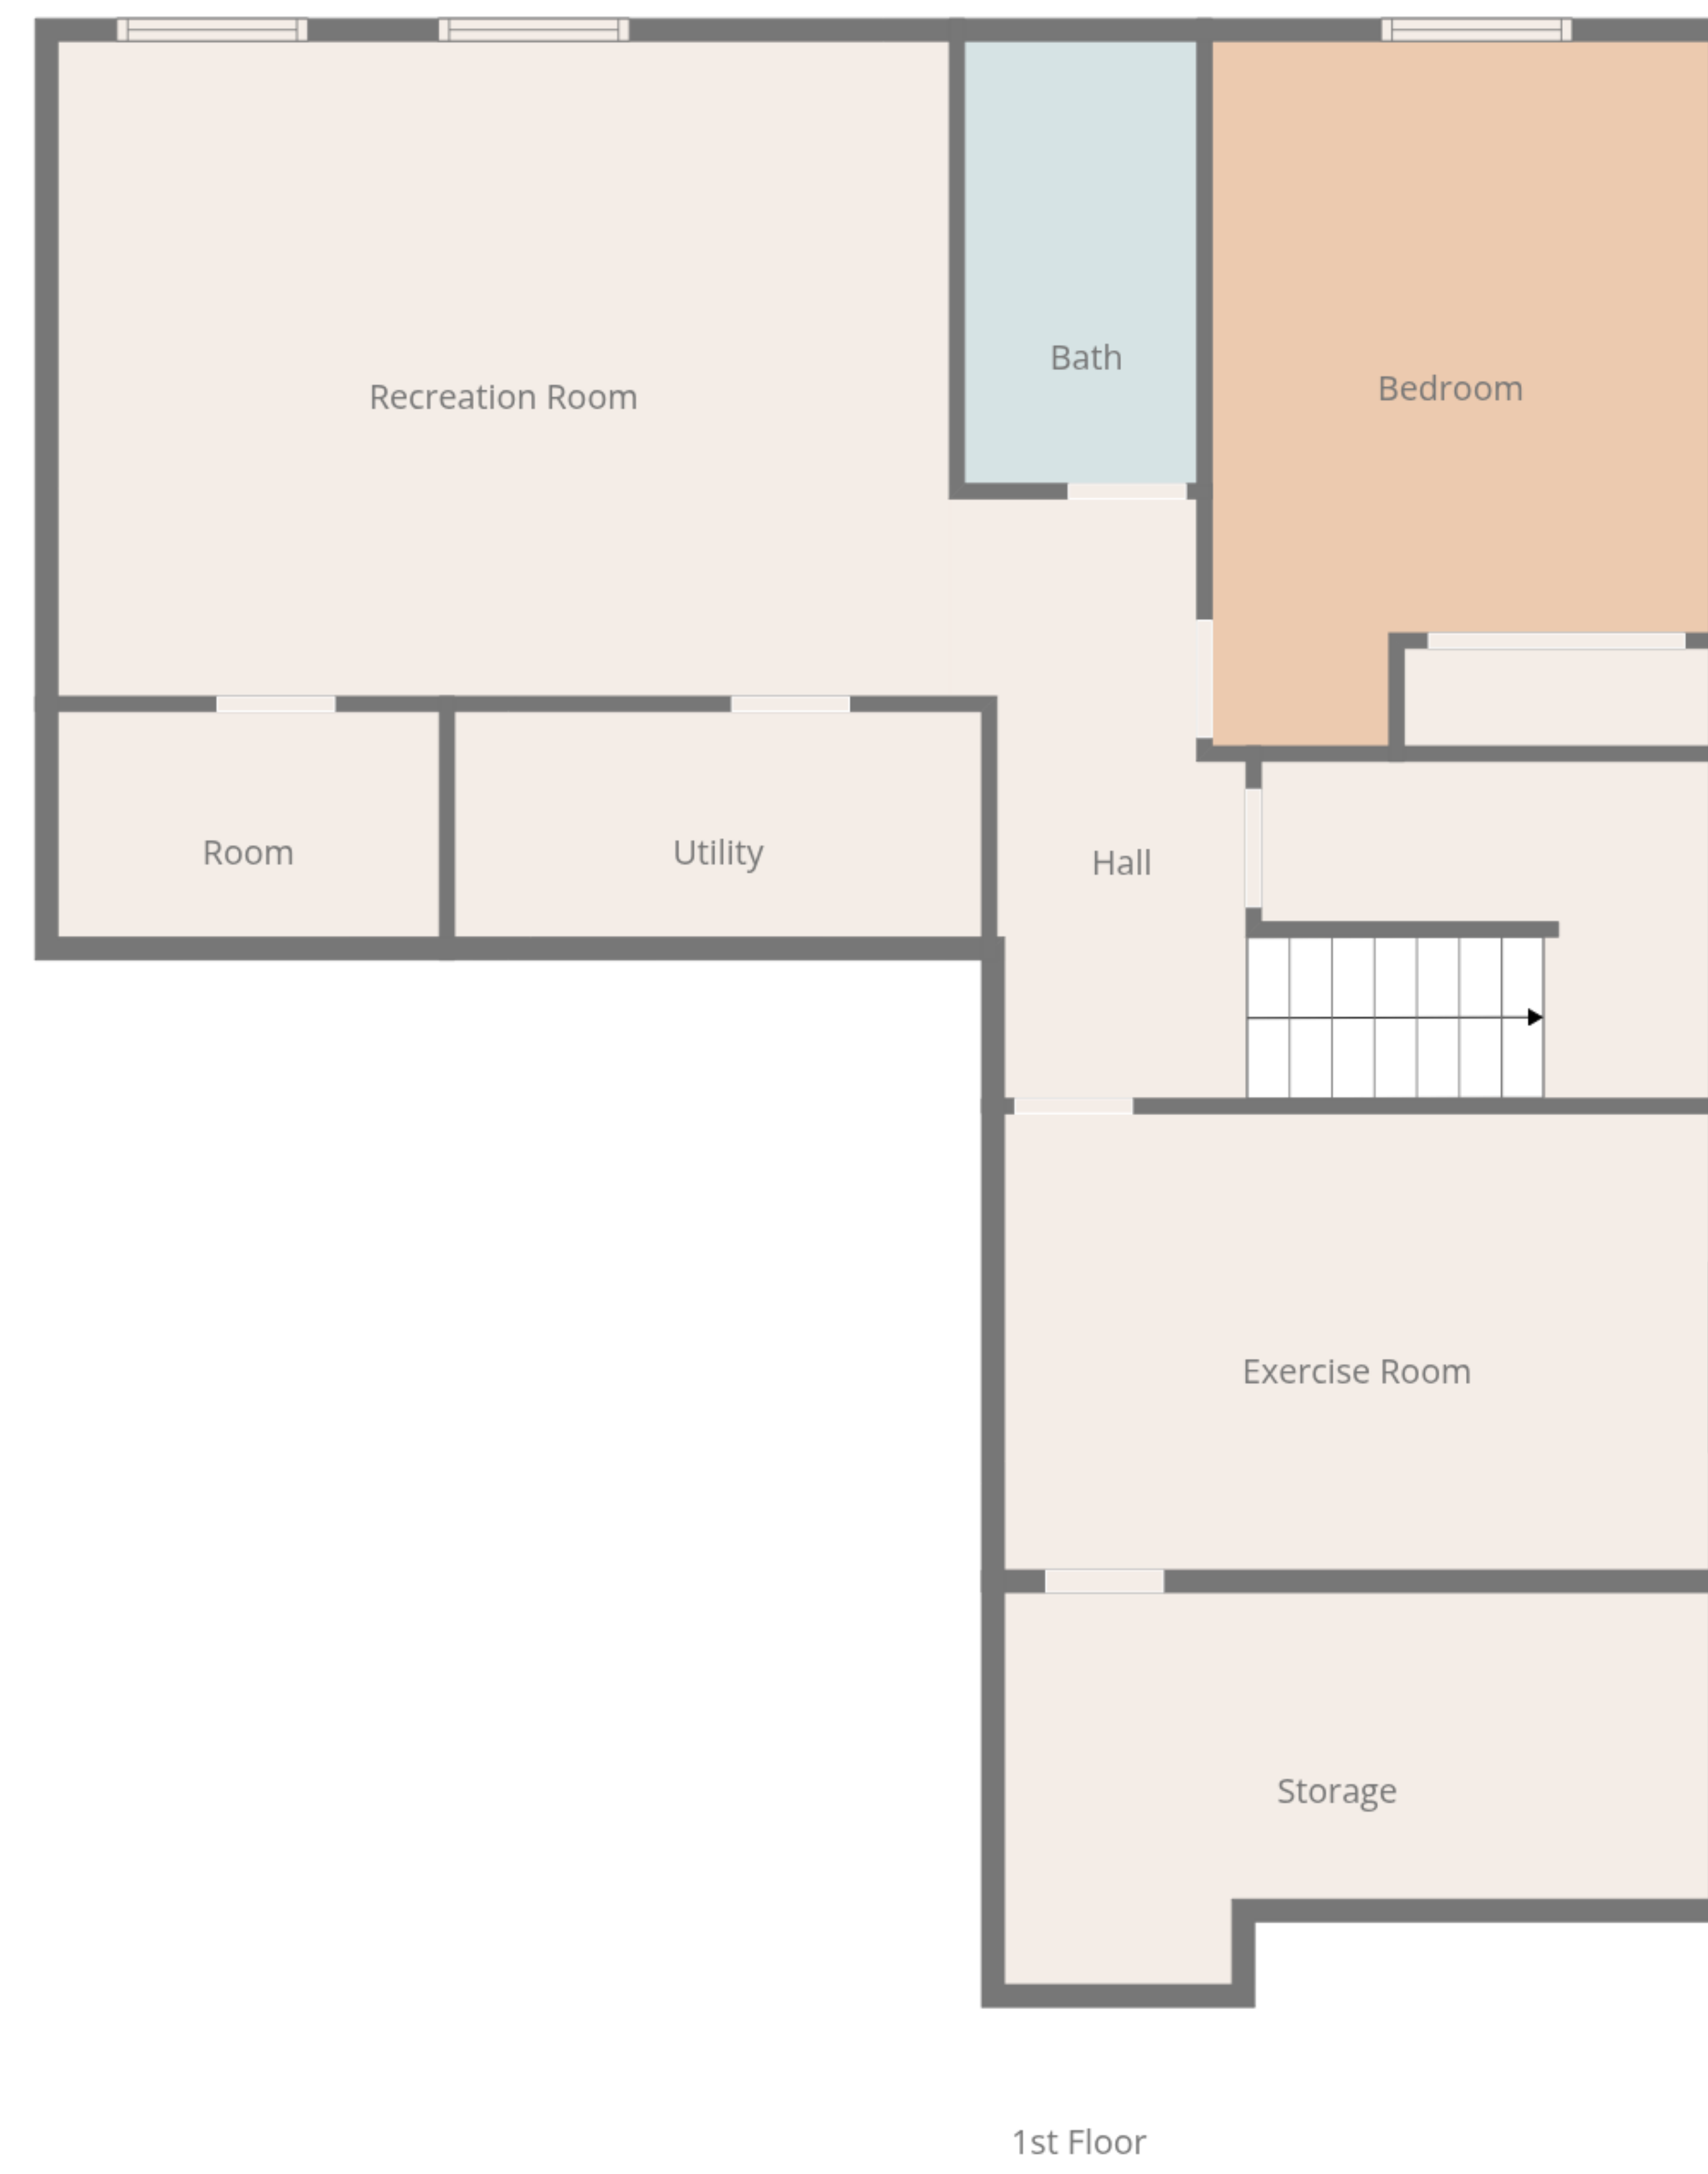 Bath
Bedroom
Recreation Room
Room
Utility
Hall
Exercise Room
Storage
1st Floor